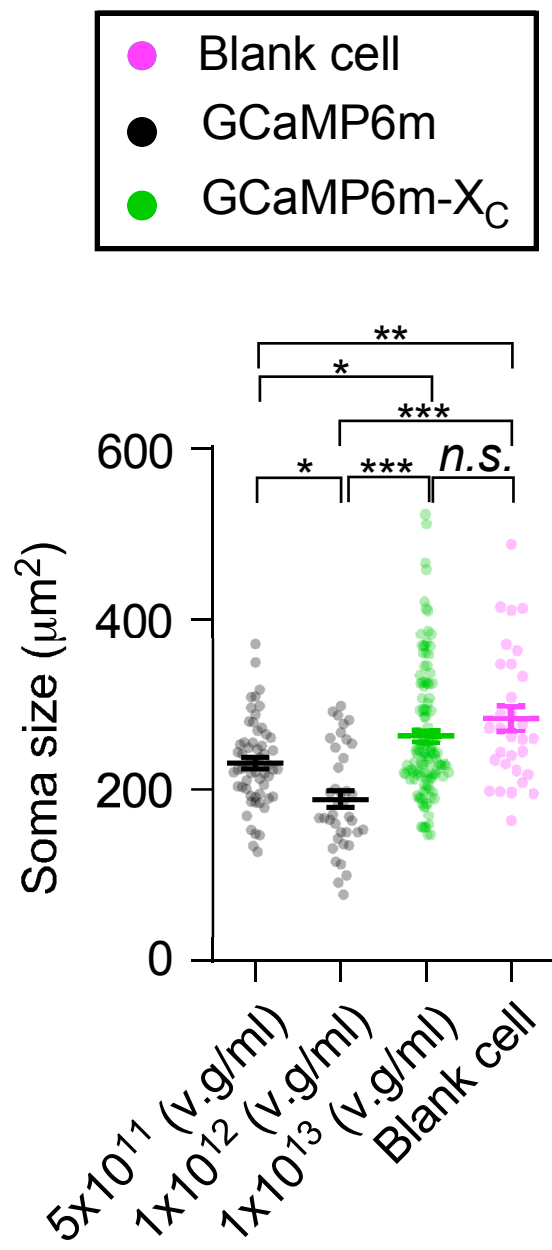 Blank cell
GCaMP6m
GCaMP6m-X_C
**
*
***
* *** n.s.
600
400
200
0
Soma size (μm²)
5x10¹¹ (v.g/ml)
1x10¹² (v.g/ml)
1x10¹³ (v.g/ml)
Blank cell